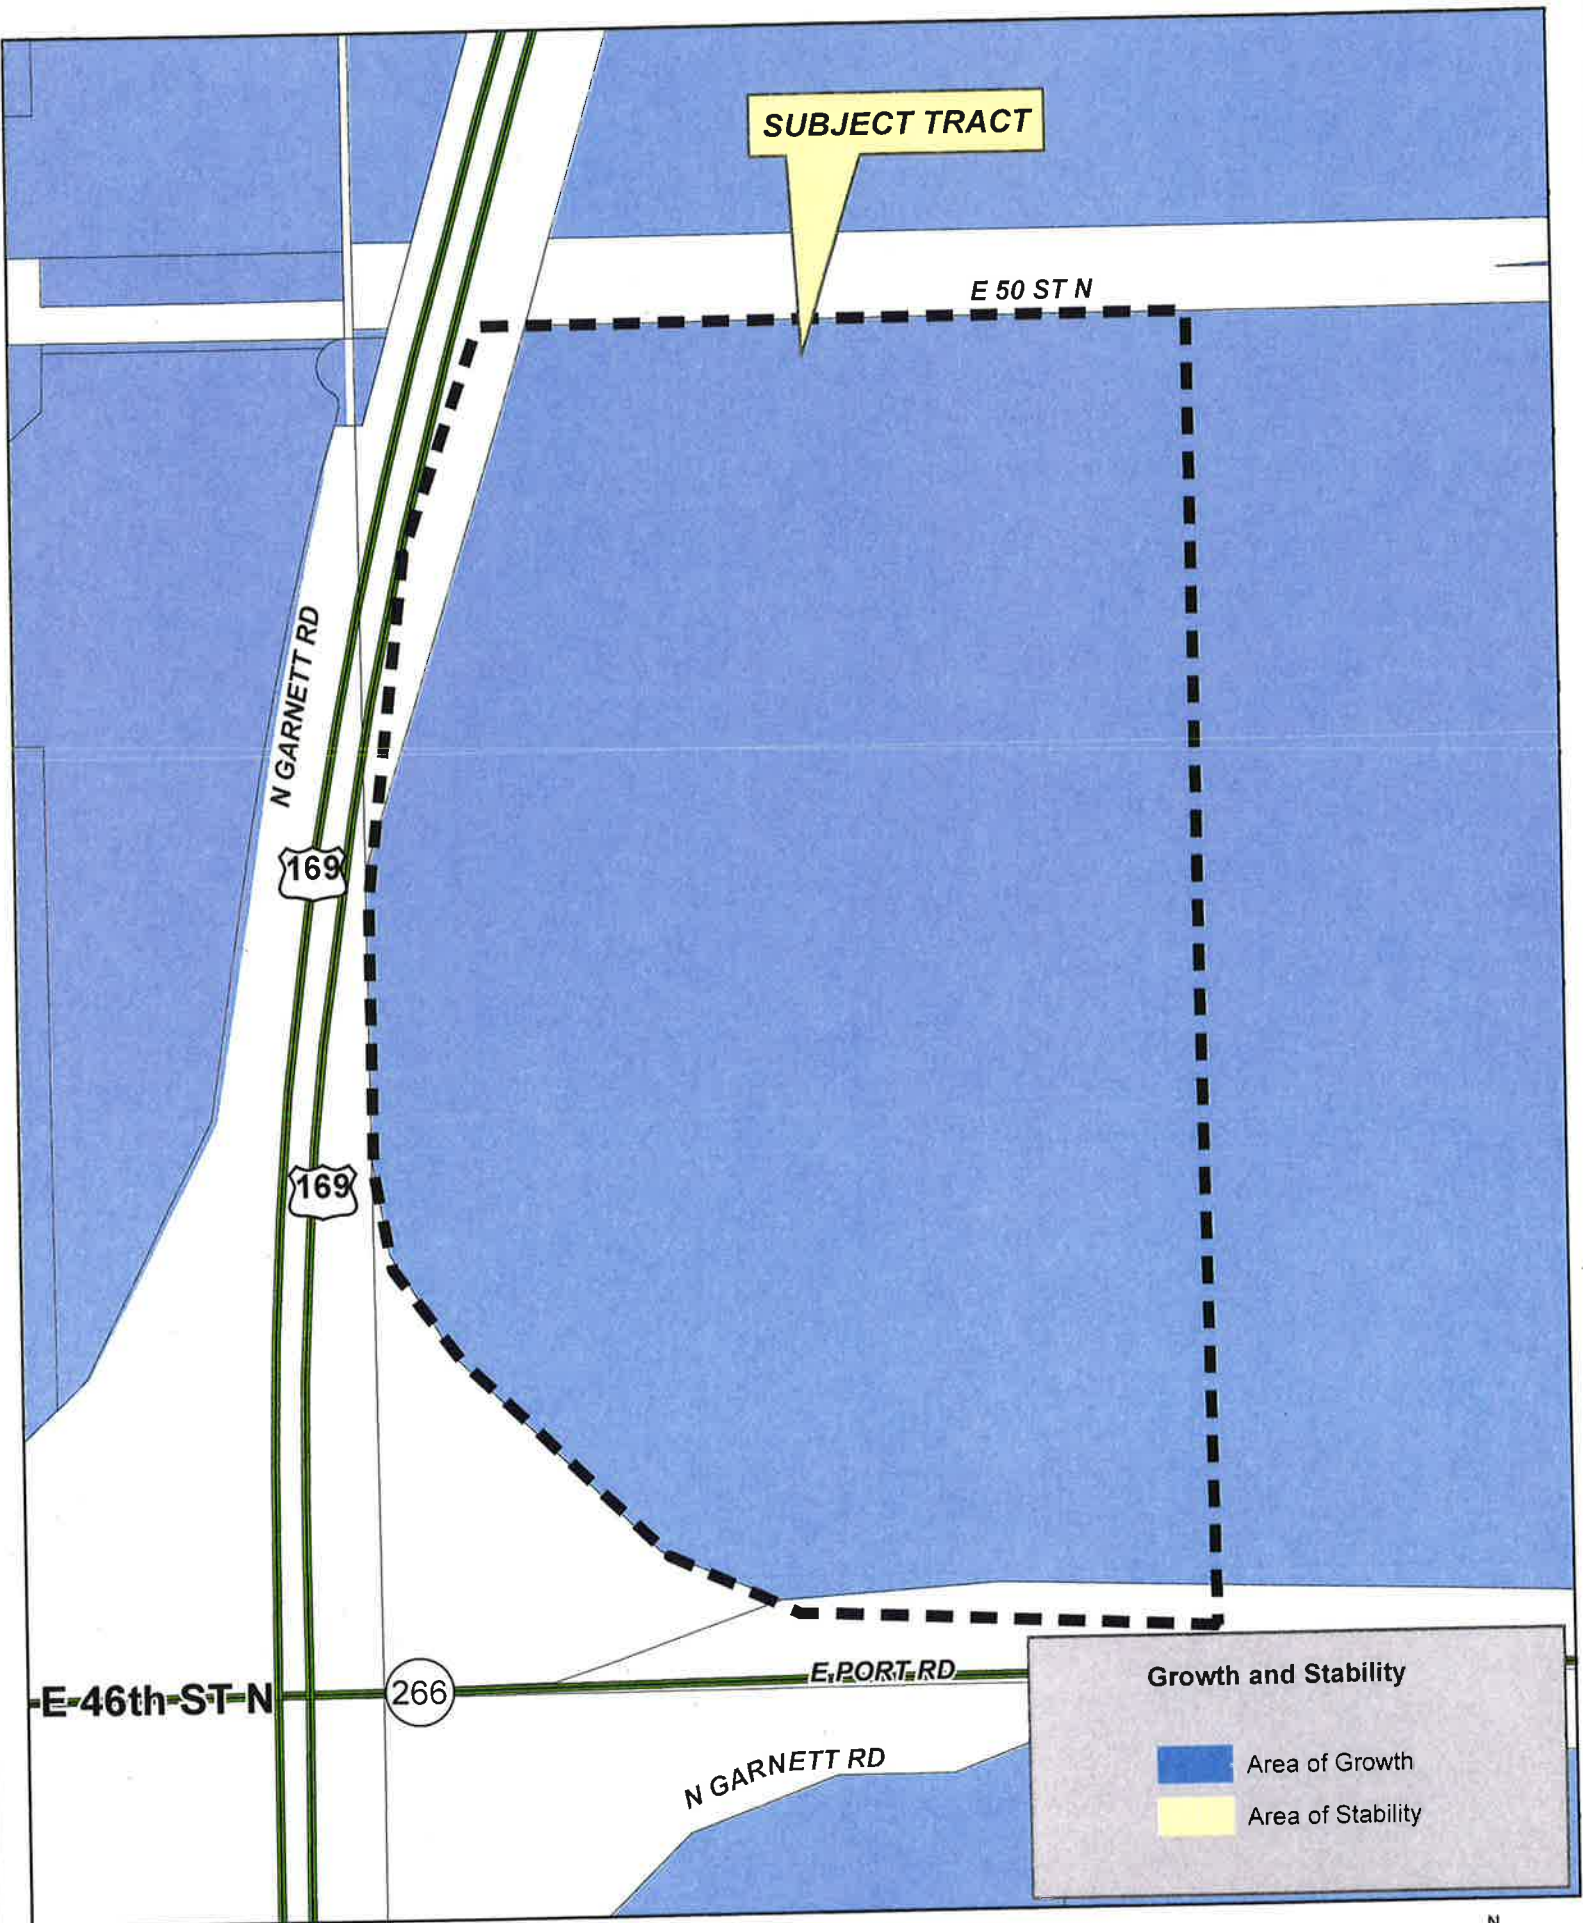 SUBJECT TRACT
E 50 ST N
N GARNETT RD
169
169
E PORT RD
E 46th ST N
266
N GARNETT RD
Growth and Stability
Area of Growth
Area of Stability
N